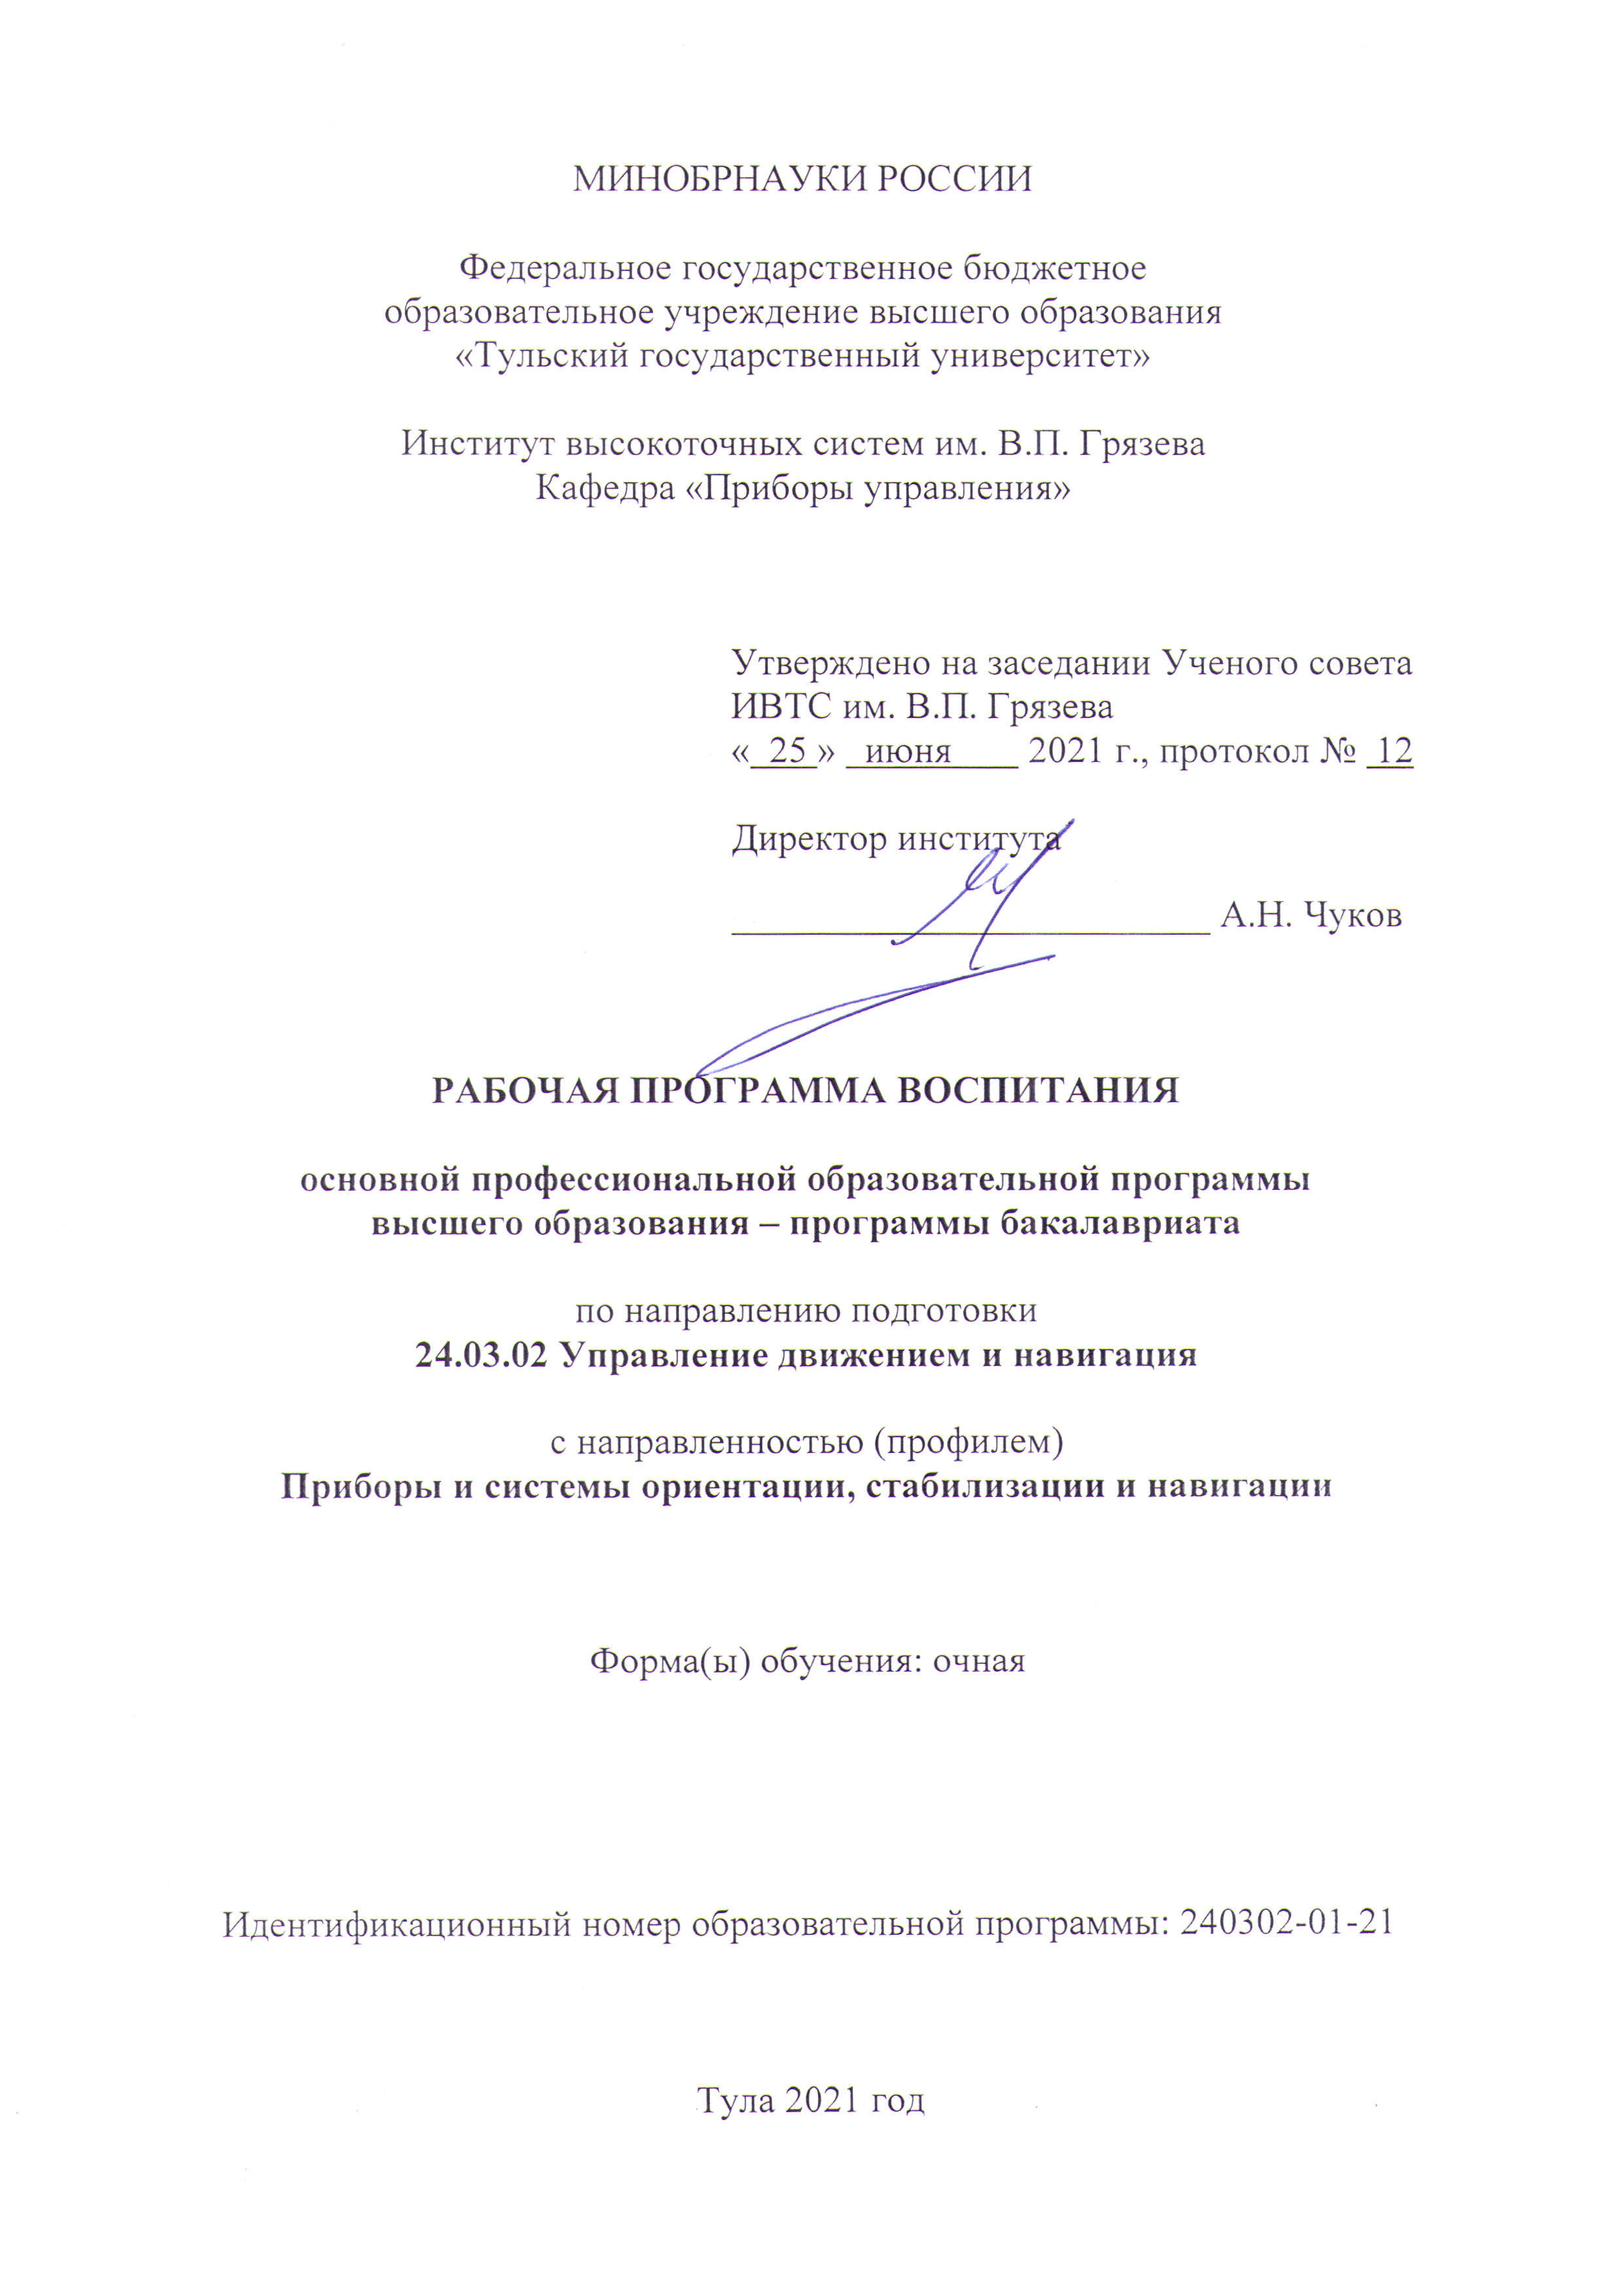 МИНОБРНАУКИ РОССИИ
Федеральное государственное бюджетное
образовательное учреждение высшего образования
«Тульский государственный университет»
Институт высокоточных систем им. В.П. Грязева
Кафедра «Приборы управления»
Утверждено на заседании Ученого совета
ИВТС им. В.П. Грязева
« 25 » июня 2021 г., протокол № 12
Директор института
А.Н. Чуков
РАБОЧАЯ ПРОГРАММА ВОСПИТАНИЯ
основной профессиональной образовательной программы
высшего образования – программы бакалавриата
по направлению подготовки
24.03.02 Управление движением и навигация
с направленностью (профилем)
Приборы и системы ориентации, стабилизации и навигации
Форма(ы) обучения: очная
Идентификационный номер образовательной программы: 240302-01-21
Тула 2021 год